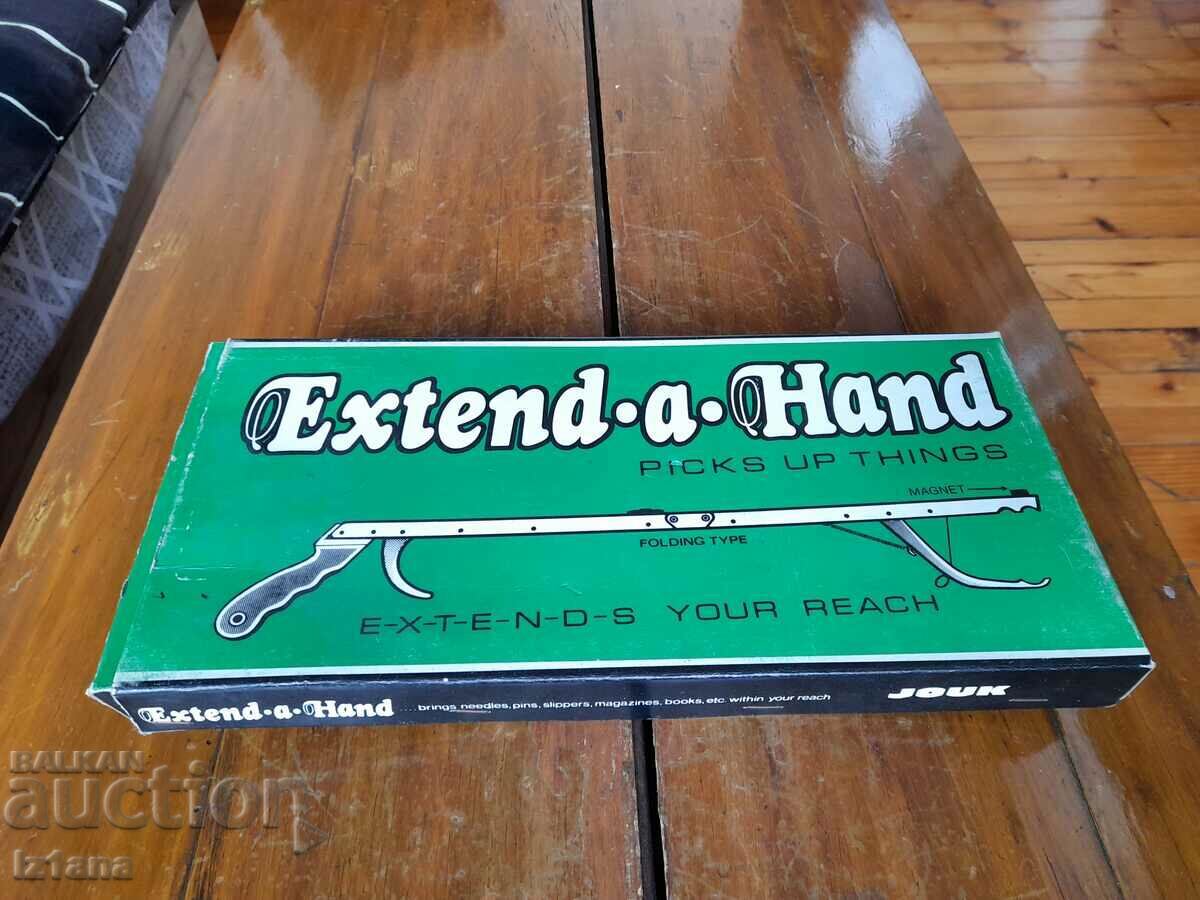 Extend·a·Hand
PICKS UP THINGS
MAGNET
FOLDING TYPE
E-X-T-E-N-D-S YOUR REACH
Extend·a·Hand ....brings needles, pins, slippers, magazines, books, etc. within your reach JOUK
BALKAN
auction
iz1ana